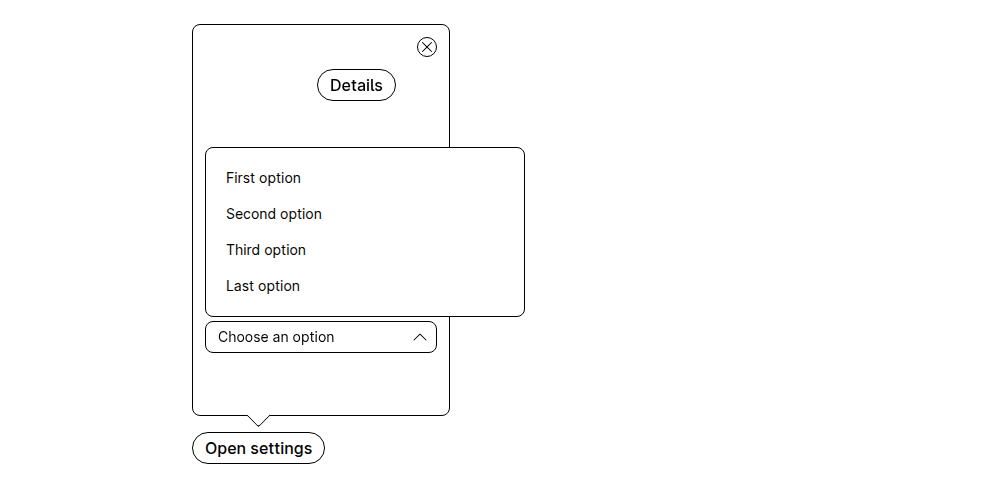 Details
First option
Second option
Third option
Last option
Choose an option
Open settings